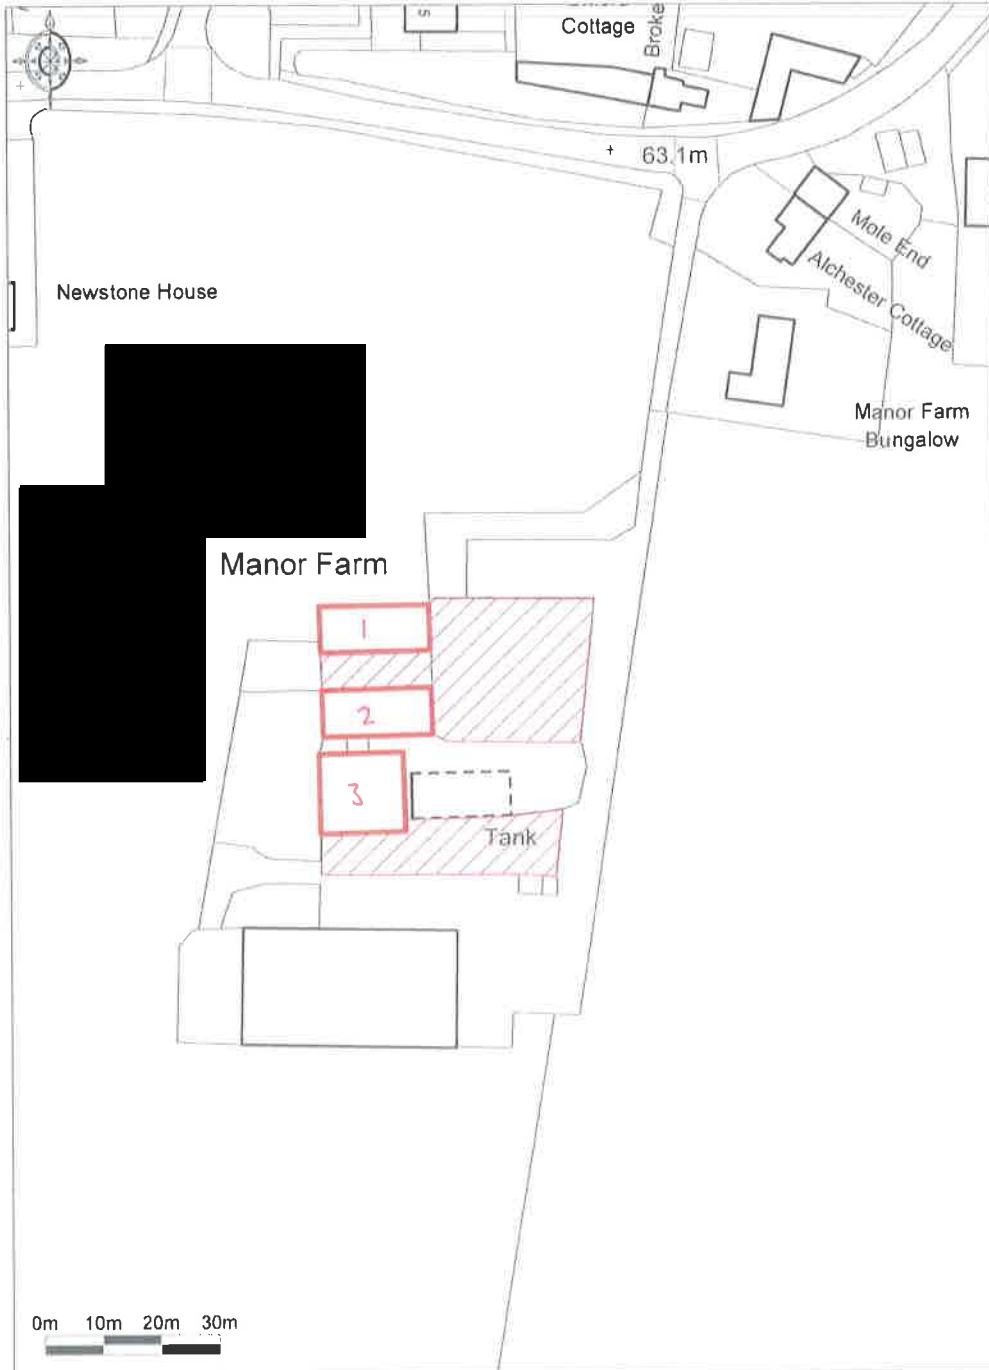 5
Cottage
Broke
63.1m
Mole End
Alchester Cottage
Newstone House
Manor Farm
Bungalow
Manor Farm
1
2
3
Tank
0m 10m 20m 30m